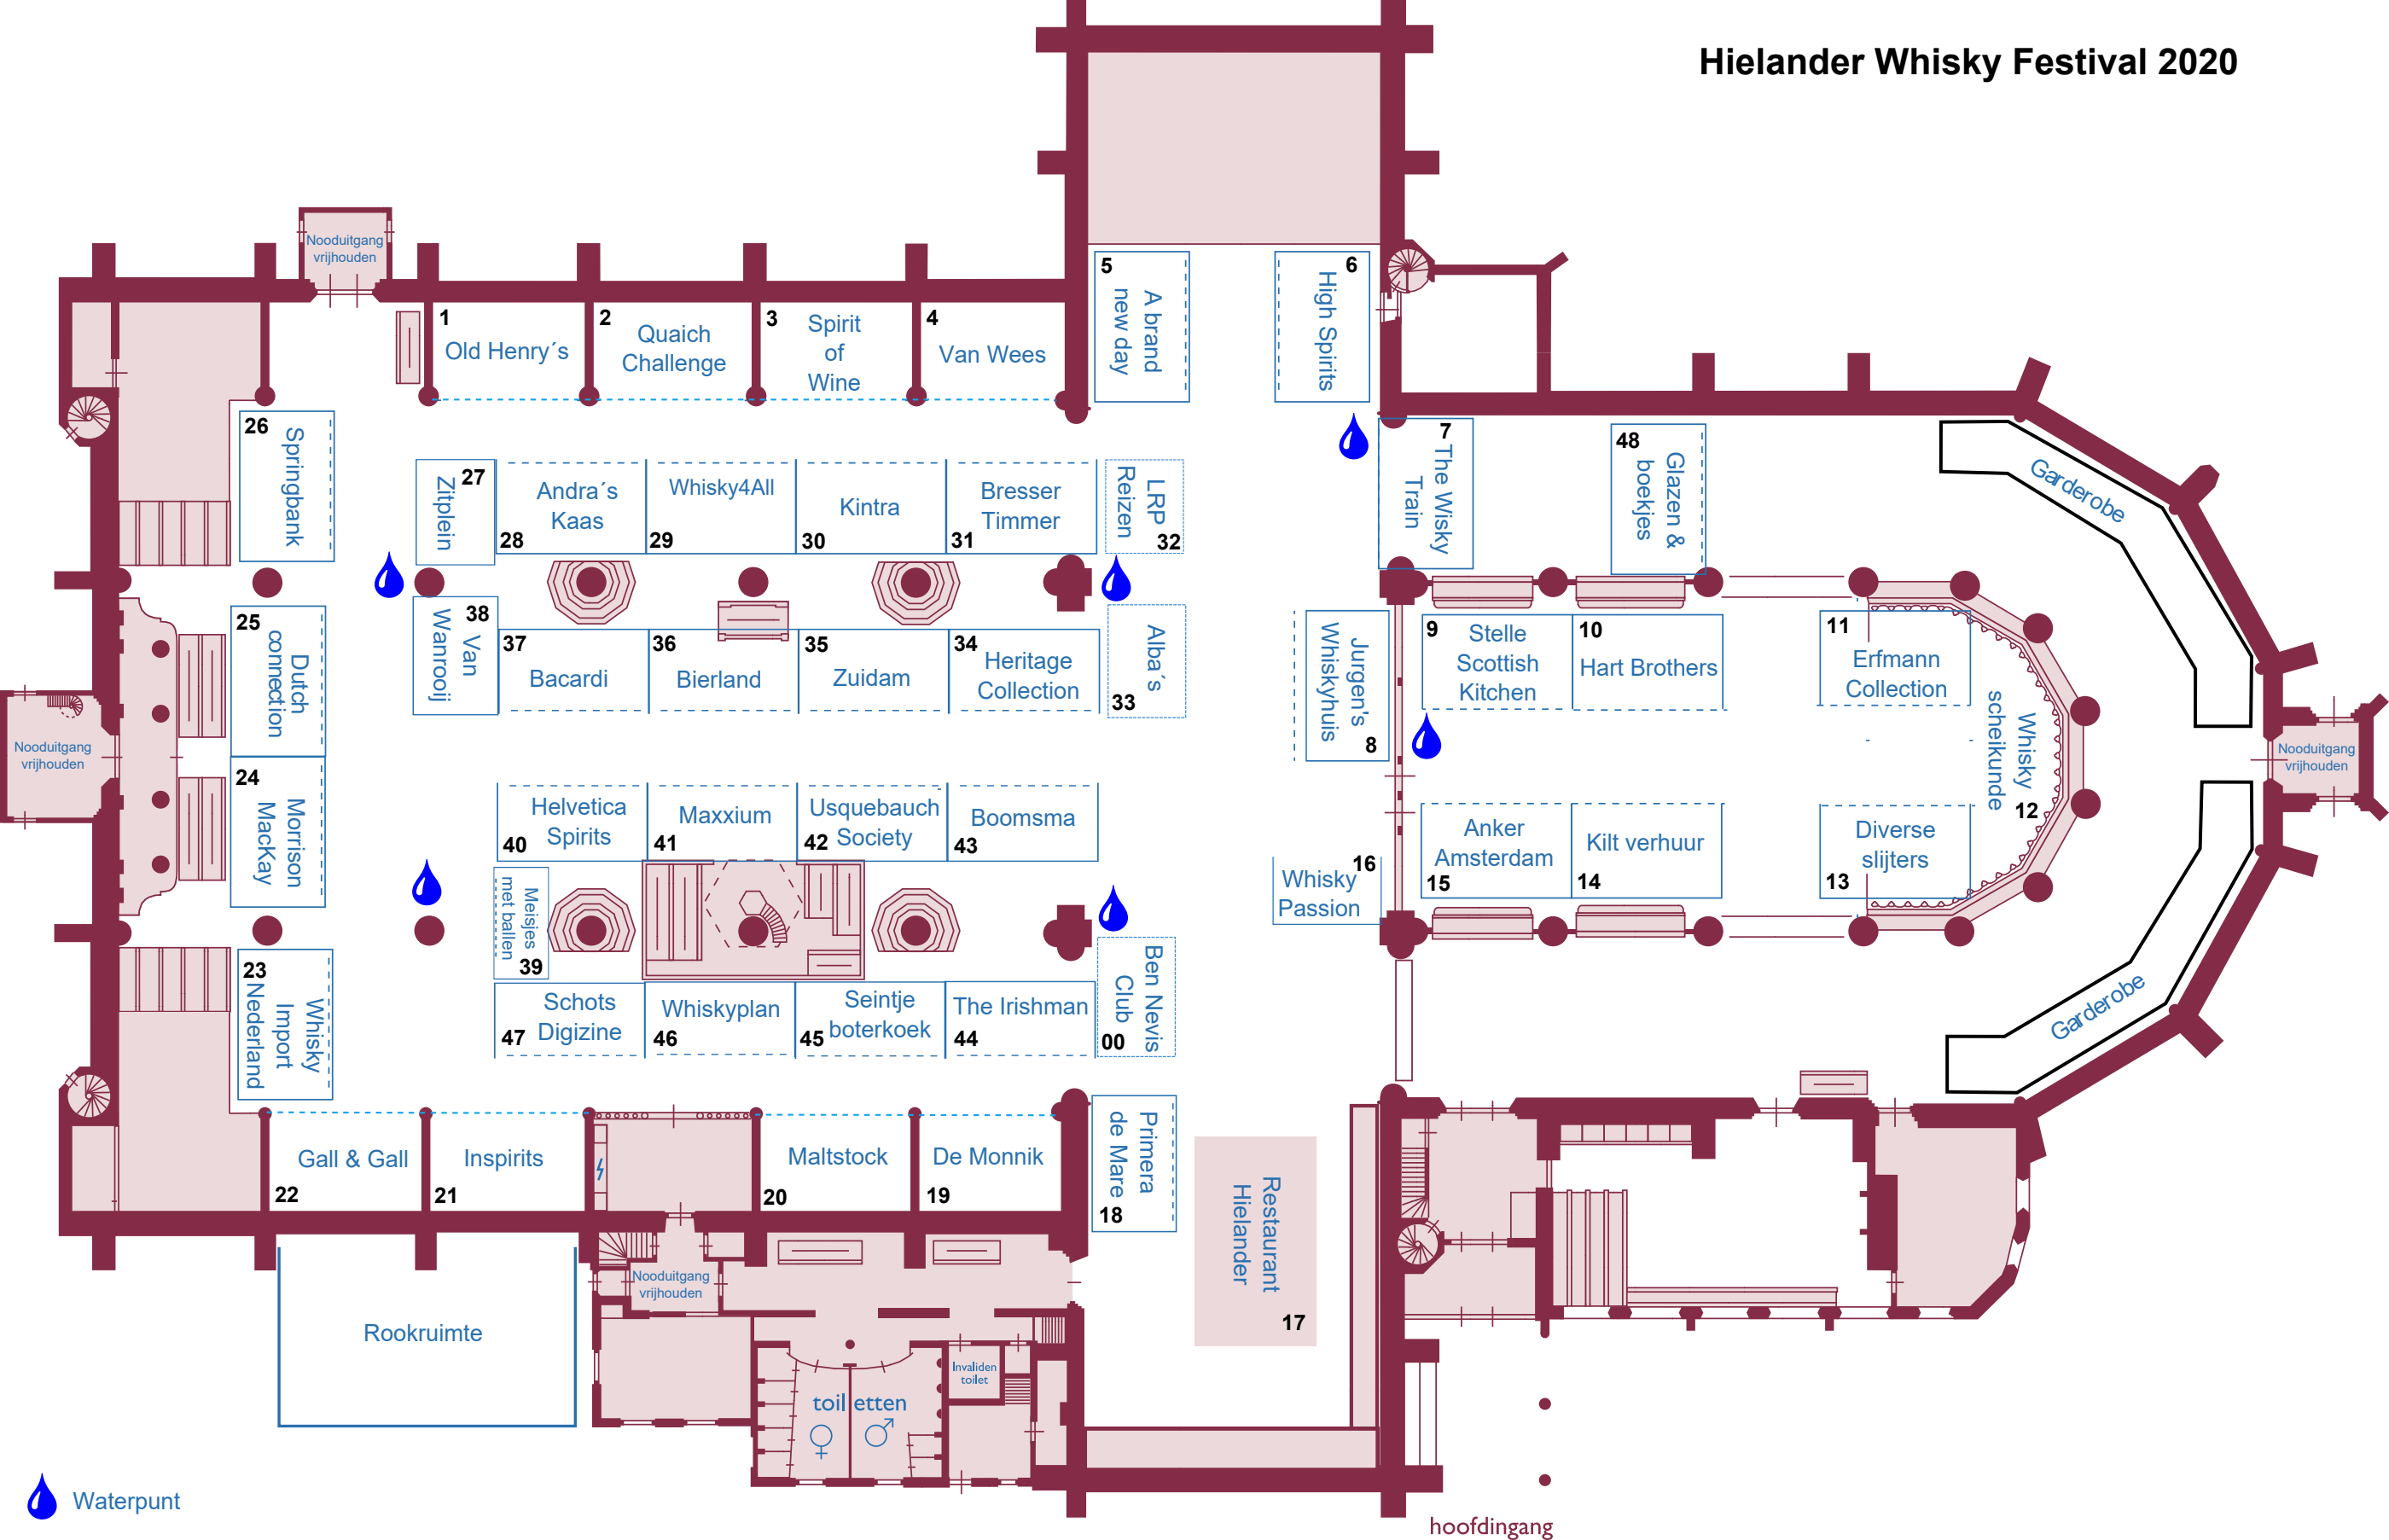 Hielander Whisky Festival 2020
Nooduitgang
vrijhouden
1
Old Henry´s
2
Quaich
Challenge
3
Spirit
of
Wine
4
Van Wees
5
A brand
new day
6
High Spirits
7
The Wisky
Train
48
Glazen &
boekjes
Garderobe
26
Springbank
27
Zitplein
Andra´s
Kaas
28
Whisky4All
29
Kintra
30
Bresser
Timmer
31
LRP
Reizen
32
25
Dutch
connection
38
Van
Wanrooij
37
Bacardi
36
Bierland
35
Zuidam
34
Heritage
Collection
Alba´s
33
Jurgen's
Whiskyhuis
8
9
Stelle
Scottish
Kitchen
10
Hart Brothers
11
Erfmann
Collection
Whisky
scheikunde
12
Nooduitgang
vrijhouden
Nooduitgang
vrijhouden
24
Morrison
MacKay
Helvetica
Spirits
40
Maxxium
41
Usquebauch
Society
42
Boomsma
43
Whisky
Passion
16
Anker
Amsterdam
15
Kilt verhuur
14
Diverse
slijters
13
Meisjes
met ballen
39
23
Whisky
Import
Nederland
Schots
Digizine
47
Whiskyplan
46
Seintje
boterkoek
45
The Irishman
44
Ben Nevis
Club
00
Garderobe
Gall & Gall
22
Inspirits
21
Maltstock
20
De Monnik
19
Primera
de Mare
18
Restaurant
Hielander
17
Nooduitgang
vrijhouden
Rookruimte
Invaliden
toilet
toiletten
Waterpunt
hoofdingang